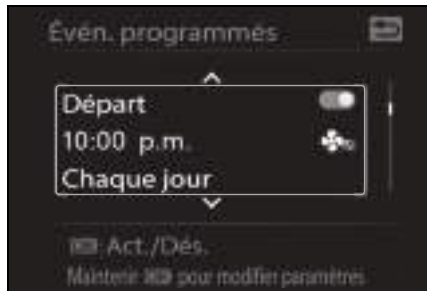 Évén. programmés
Départ
10:00 p.m.
Chaque jour
Act./Dés.
Maintenir pour modifier paramètres